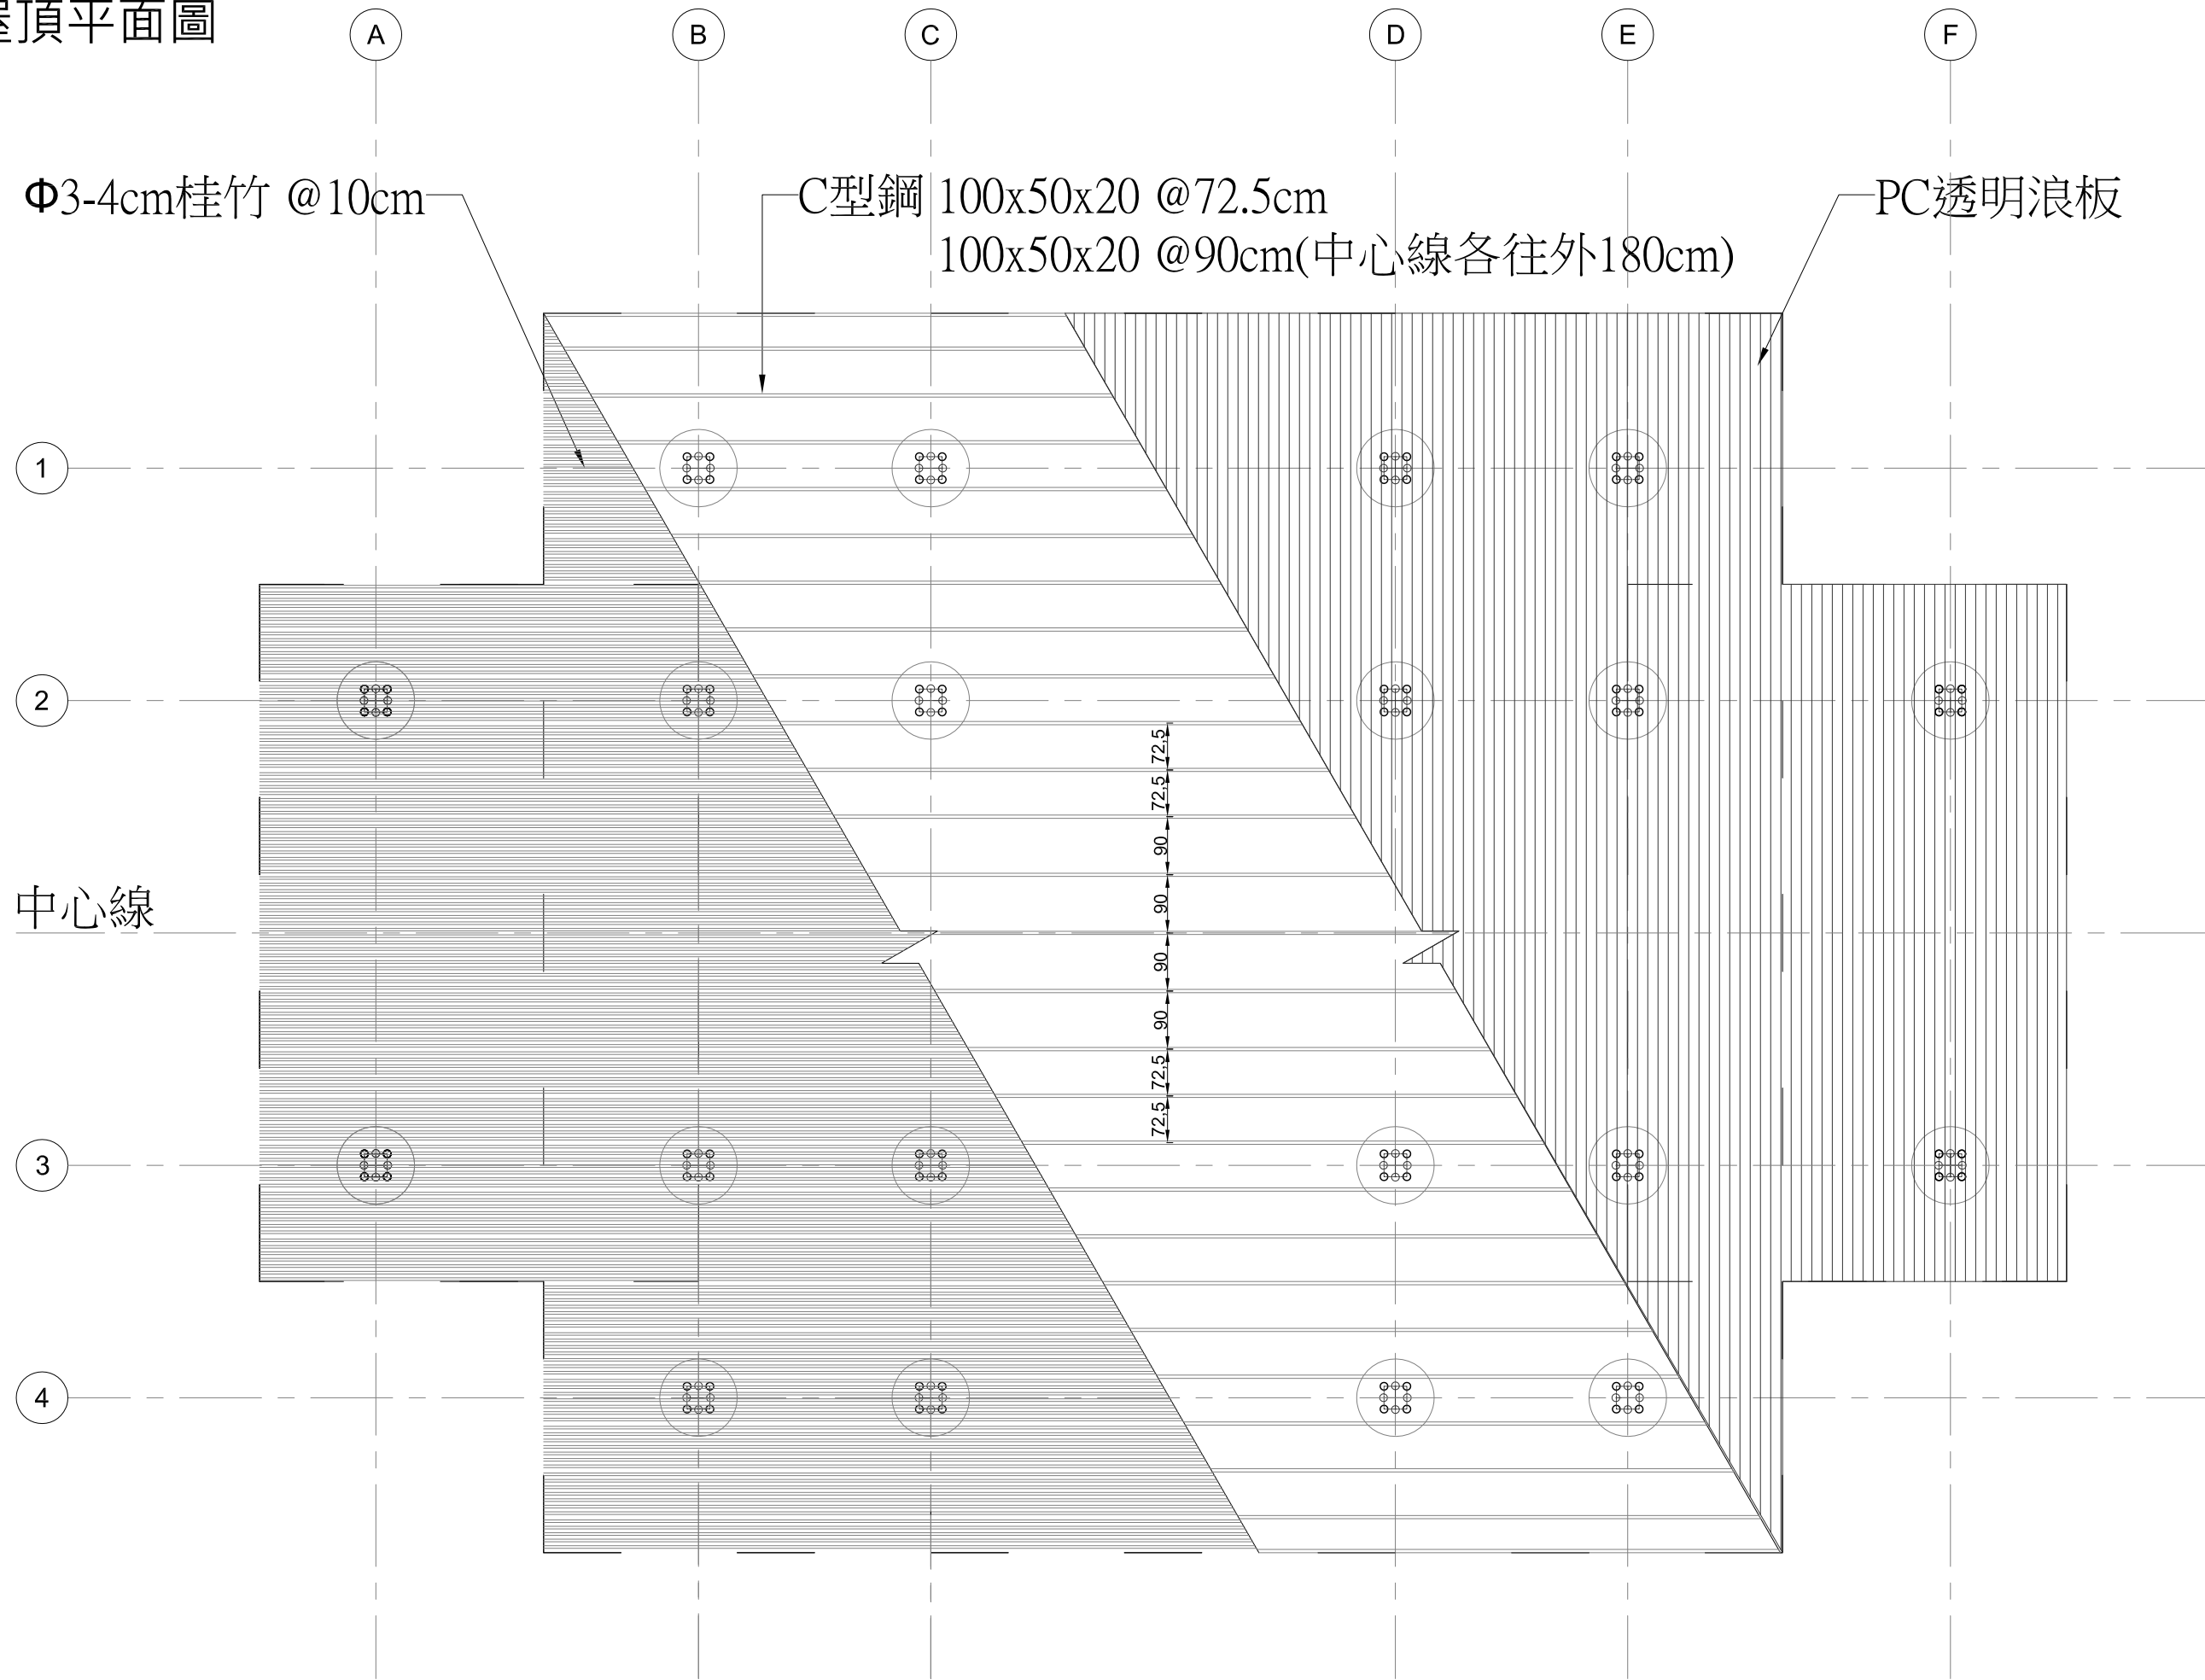 屋頂平面圖
A
B
C
D
E
F
Φ3-4cm桂竹 @10cm
C型鋼 100x50x20 @72.5cm
100x50x20 @90cm(中心線各往外180cm)
PC透明浪板
1
2
72,5
72,5
90
90
中心線
90
90
72,5
72,5
3
4